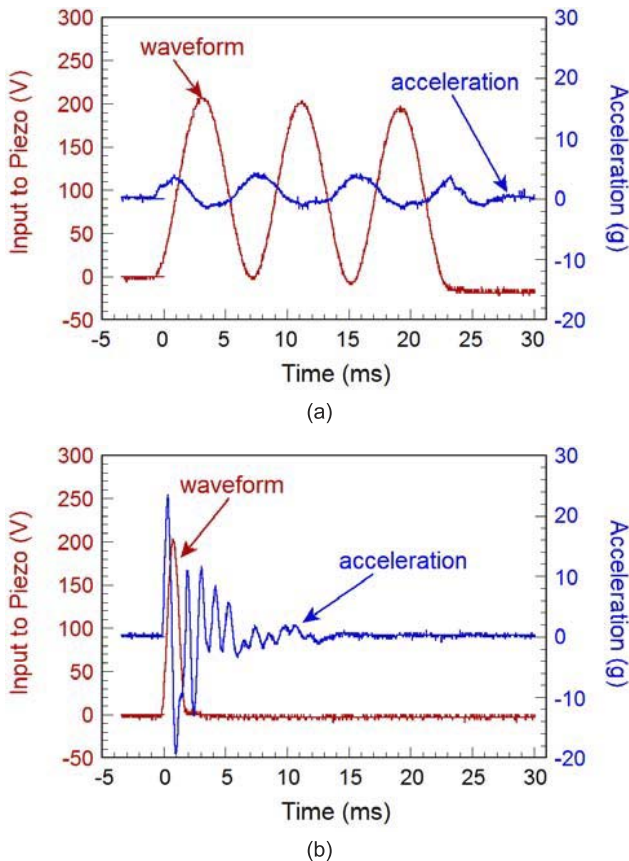 300
250
200
150
100
50
0
-50
Input to Piezo (V)
waveform
acceleration
30
20
10
0
-10
-20
Acceleration (g)
-5 0 5 10 15 20 25 30
Time (ms)
(a)
300
250
200
150
100
50
0
-50
Input to Piezo (V)
waveform
acceleration
30
20
10
0
-10
-20
Acceleration (g)
-5 0 5 10 15 20 25 30
Time (ms)
(b)